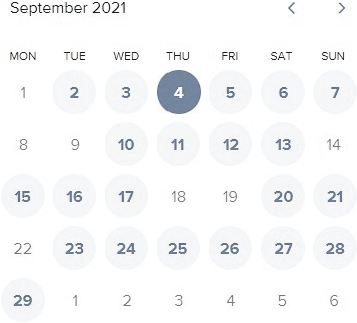 September 2021
MON TUE WED THU FRI SAT SUN
1 2 3 4 5 6 7
8 9 10 11 12 13 14
15 16 17 18 19 20 21
22 23 24 25 26 27 28
29 1 2 3 4 5 6